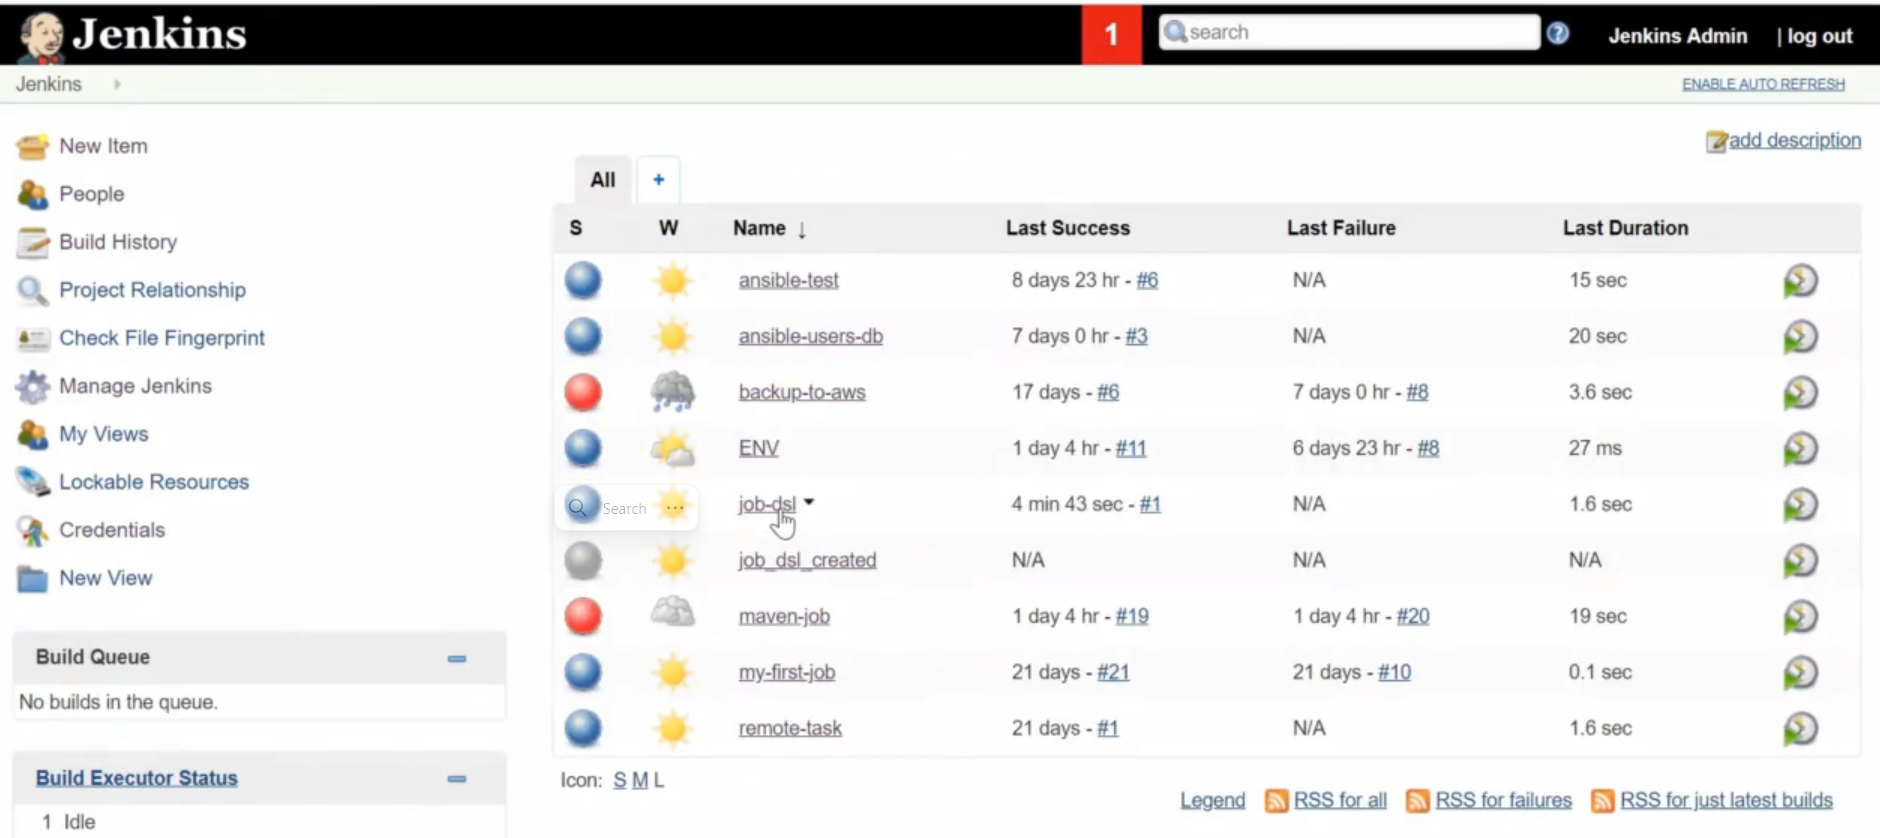 Jenkins
1
search
Jenkins Admin | log out
Jenkins
ENABLE AUTO REFRESH
add description
New Item
People
Build History
Project Relationship
Check File Fingerprint
Manage Jenkins
My Views
Lockable Resources
Credentials
New View
Build Queue
No builds in the queue.
Build Executor Status
1 Idle
All +
S W Name ↓ Last Success Last Failure Last Duration
ansible-test 8 days 23 hr - #6 N/A 15 sec
ansible-users-db 7 days 0 hr - #3 N/A 20 sec
backup-to-aws 17 days - #6 7 days 0 hr - #8 3.6 sec
ENV 1 day 4 hr - #11 6 days 23 hr - #8 27 ms
Search ... job-dsl 4 min 43 sec - #1 N/A 1.6 sec
job_dsl_created N/A N/A N/A
maven-job 1 day 4 hr - #19 1 day 4 hr - #20 19 sec
my-first-job 21 days - #21 21 days - #10 0.1 sec
remote-task 21 days - #1 N/A 1.6 sec
Icon: S M L
Legend RSS for all RSS for failures RSS for just latest builds